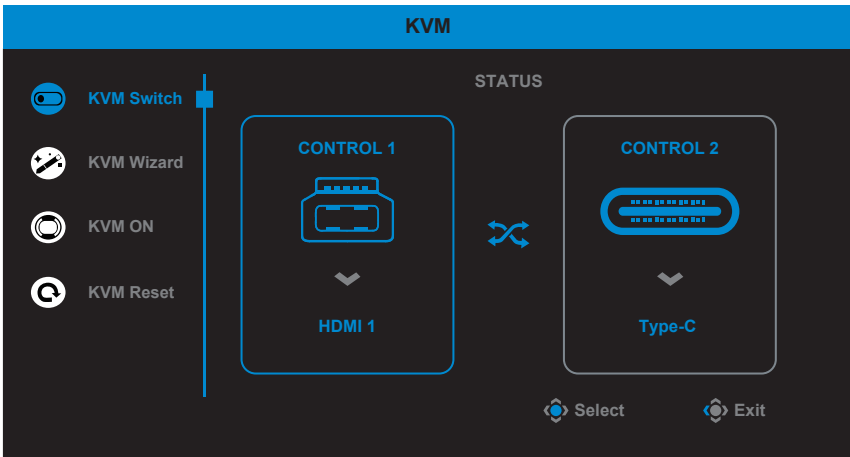 KVM
STATUS
KVM Switch
KVM Wizard
KVM ON
KVM Reset
CONTROL 1
HDMI 1
CONTROL 2
Type-C
Select
Exit